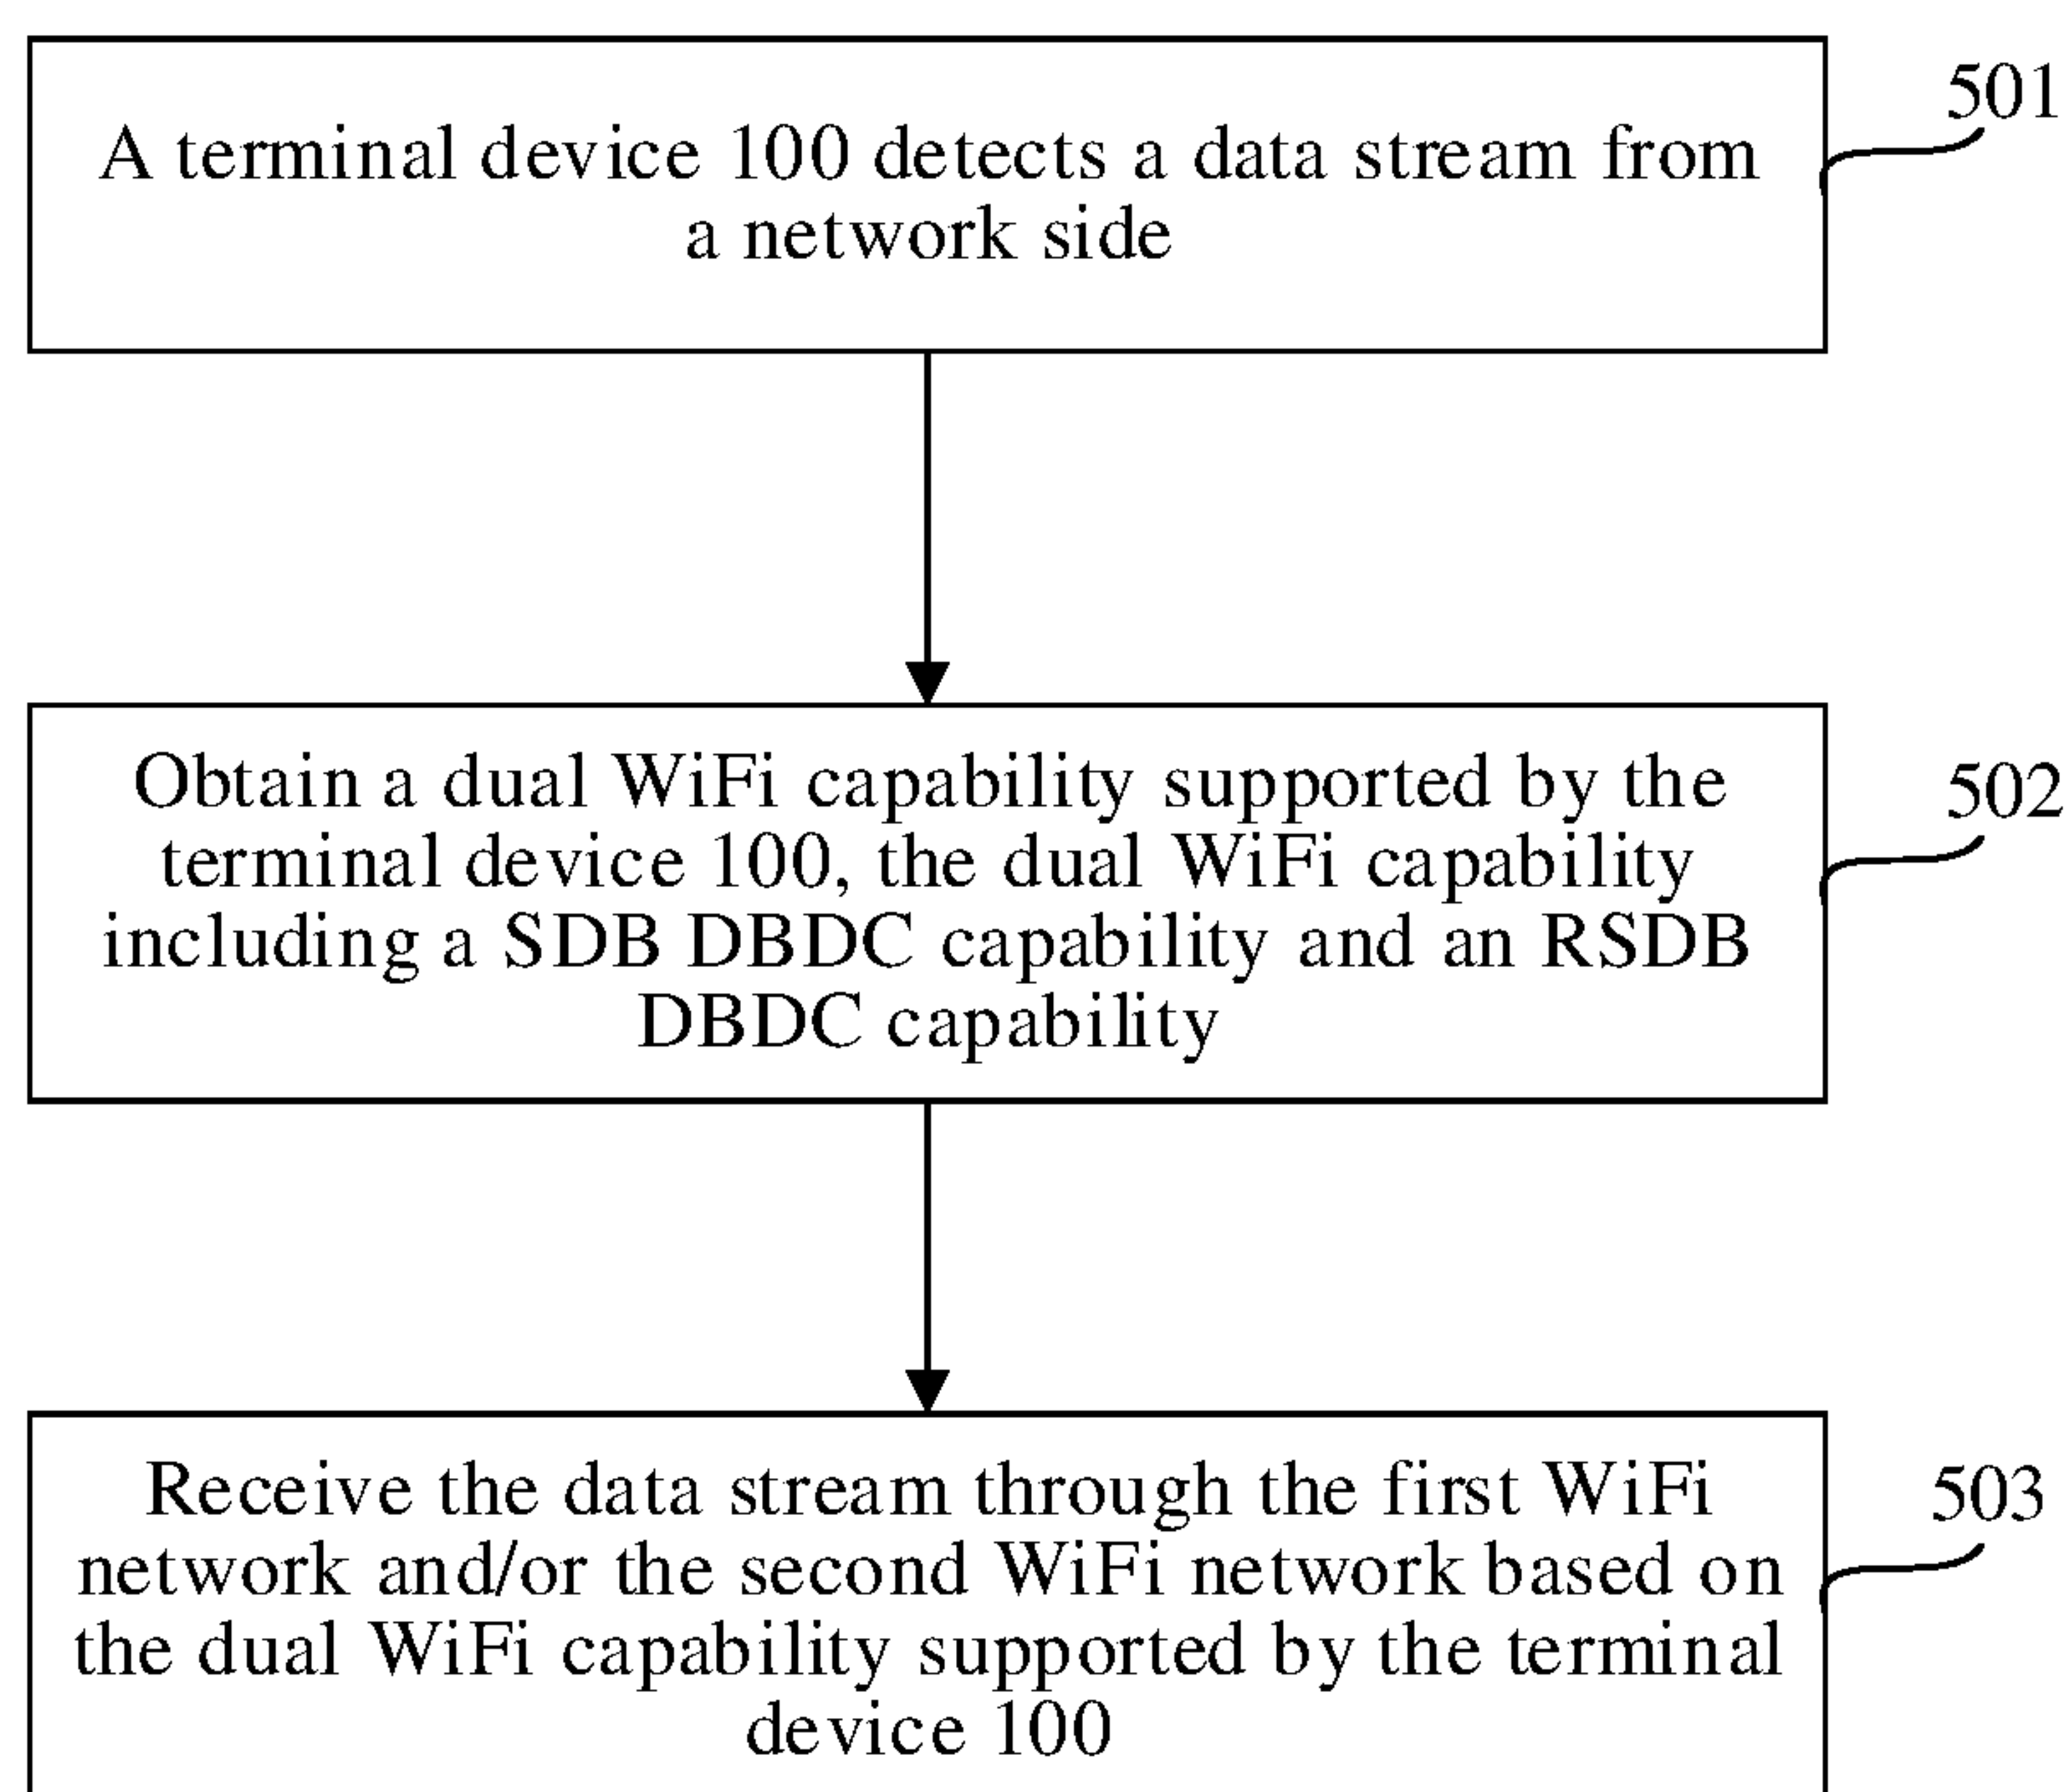 A terminal device 100 detects a data stream from
a network side
501
Obtain a dual WiFi capability supported by the
terminal device 100, the dual WiFi capability
including a SDB DBDC capability and an RSDB
DBDC capability
502
Receive the data stream through the first WiFi
network and/or the second WiFi network based on
the dual WiFi capability supported by the terminal
device 100
503